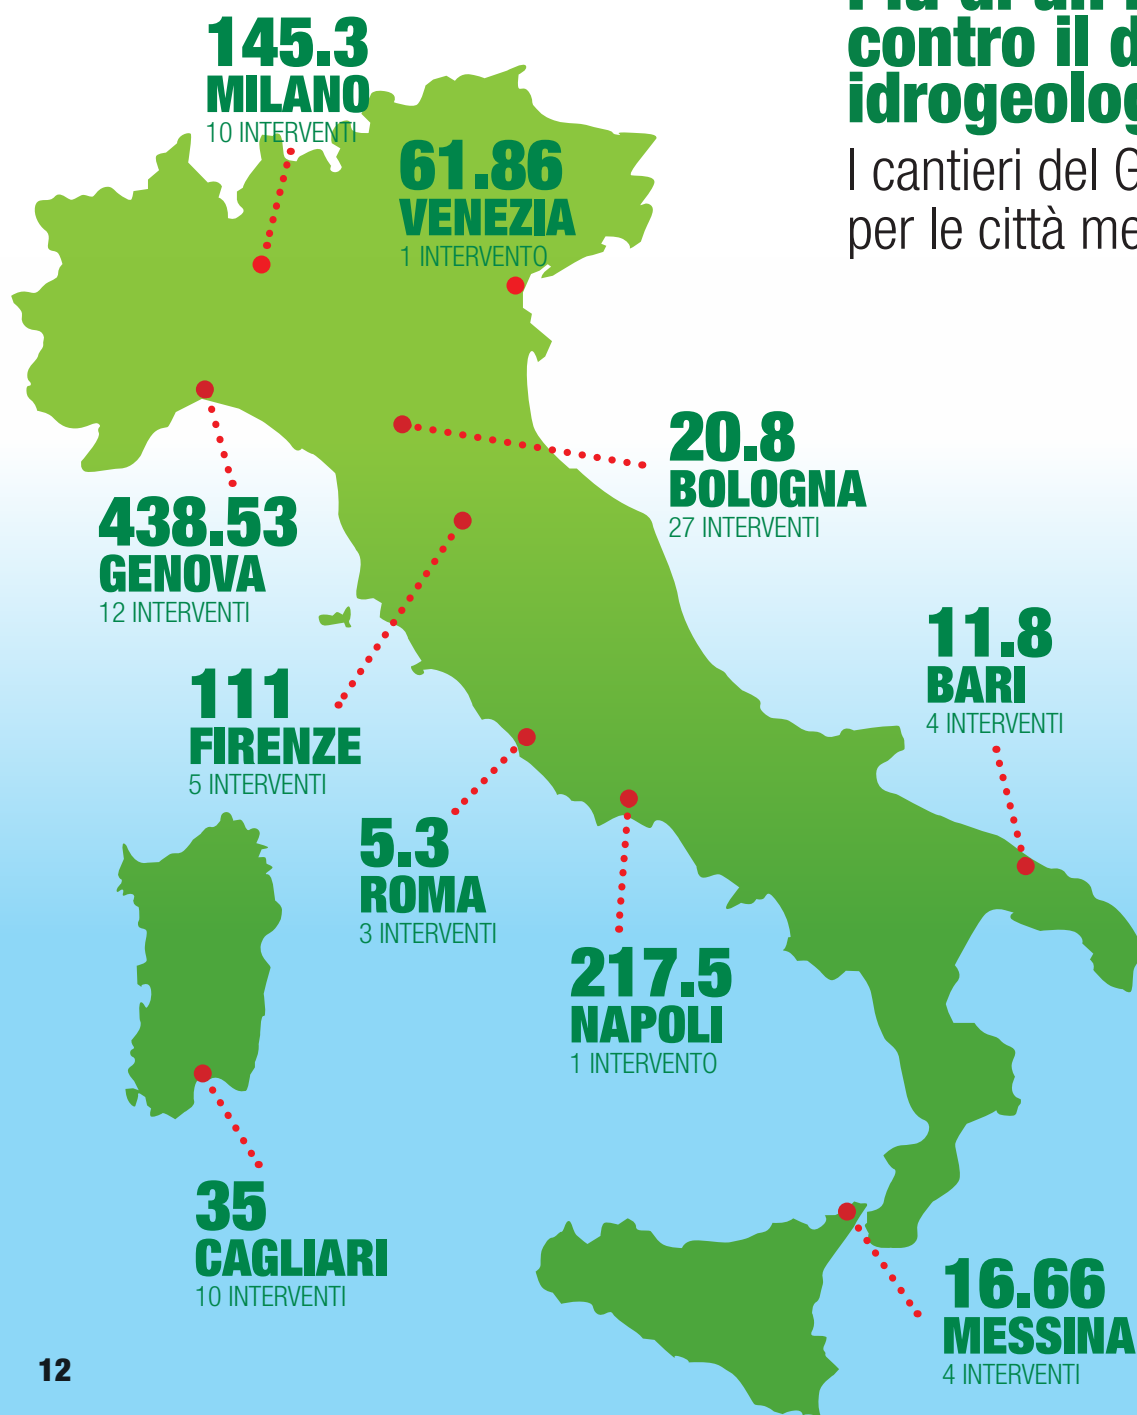 145.3
MILANO
10 INTERVENTI
61.86
VENEZIA
1 INTERVENTO
contro il
idrogeolog
I cantieri del G
per le città me
20.8
BOLOGNA
27 INTERVENTI
438.53
GENOVA
12 INTERVENTI
11.8
BARI
4 INTERVENTI
111
FIRENZE
5 INTERVENTI
5.3
ROMA
3 INTERVENTI
217.5
NAPOLI
1 INTERVENTO
35
CAGLIARI
10 INTERVENTI
16.66
MESSINA
4 INTERVENTI
12